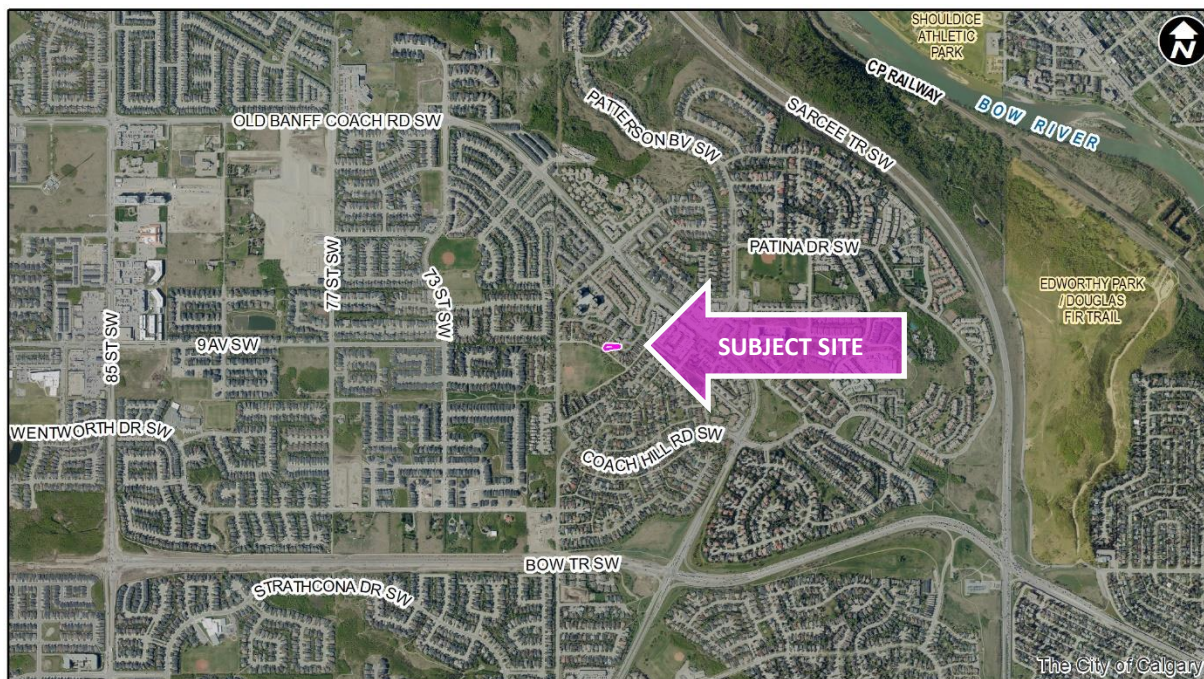 SHOULDICE
ATHLETIC
PARK
N
CP RAILWAY
BOW RIVER
OLD BANFF COACH RD SW
PATTERSON BV SW
SARCEE TR SW
PATINA DR SW
EDWORTHY PARK
/ DOUGLAS
FIR TRAIL
77 ST SW
73 ST SW
85 ST SW
9 AV SW
SUBJECT SITE
WENTWORTH DR SW
COACH HILL RD SW
BOW TR SW
STRATHCONA DR SW
The City of Calgary